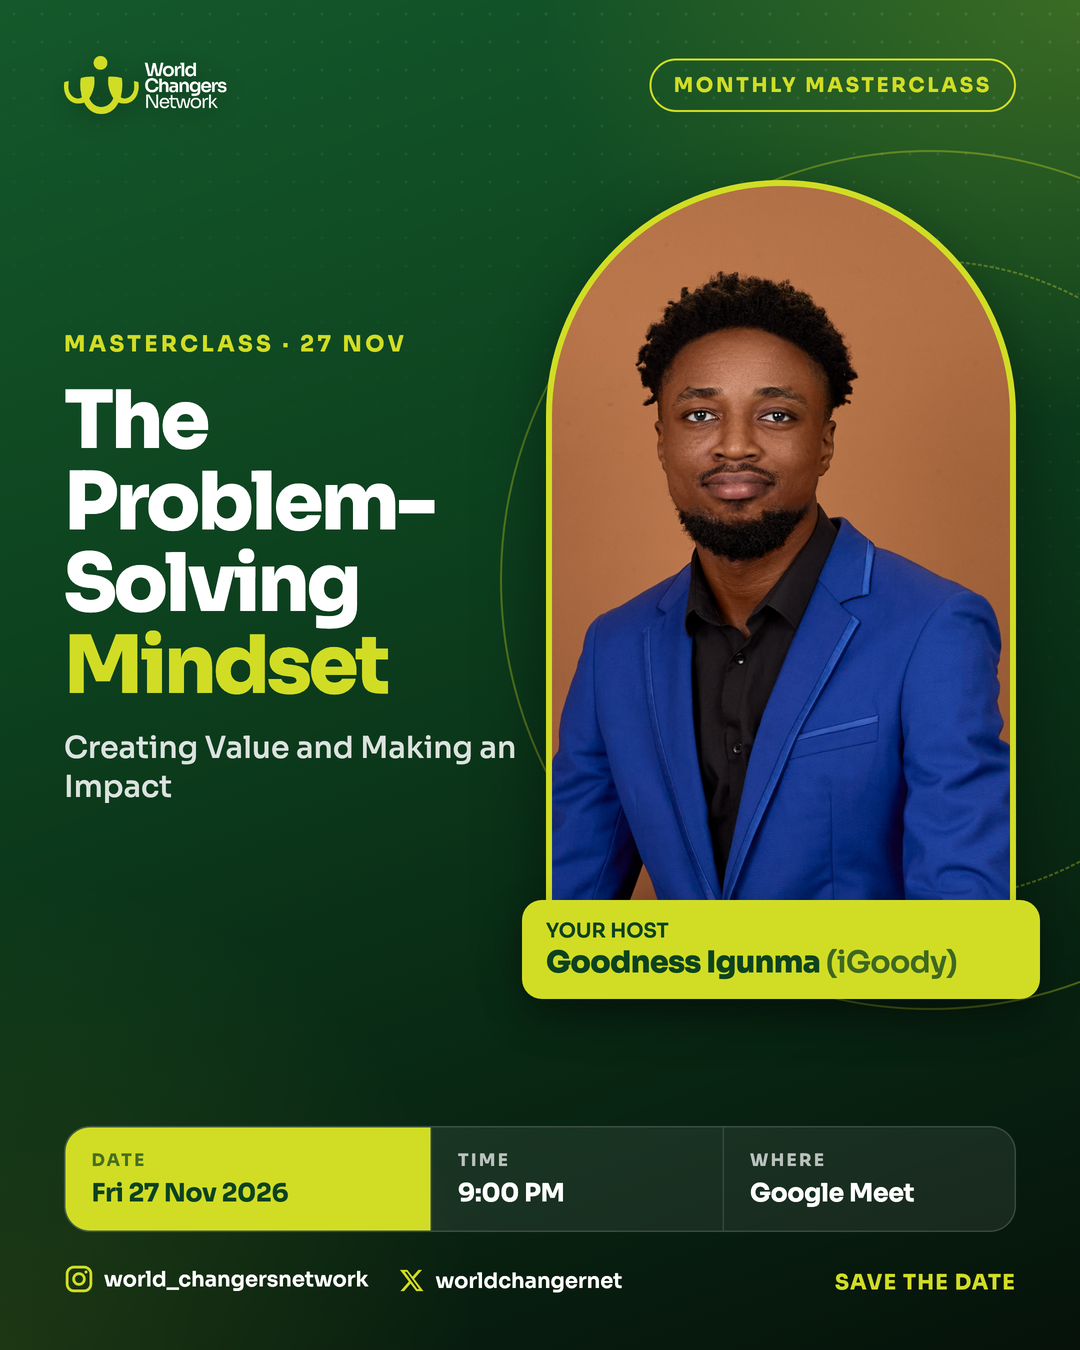 World
Changers
Network
MONTHLY MASTERCLASS
MASTERCLASS · 27 NOV
The
Problem-
Solving
Mindset
Creating Value and Making an
Impact
YOUR HOST
Goodness Igunma (iGoody)
DATE
Fri 27 Nov 2026
TIME
9:00 PM
WHERE
Google Meet
world_changersnetwork
worldchangernet
SAVE THE DATE